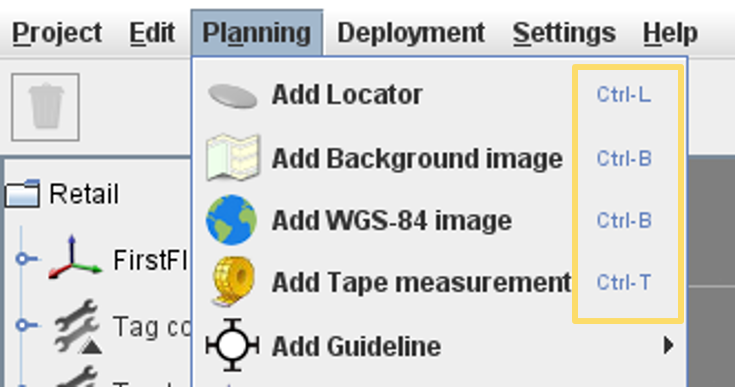 Project Edit Planning Deployment Settings Help
Add Locator Ctrl-L
Add Background image Ctrl-B
Retail
Add WGS-84 image Ctrl-B
FirstFl
Add Tape measurement Ctrl-T
Tag co
Add Guideline